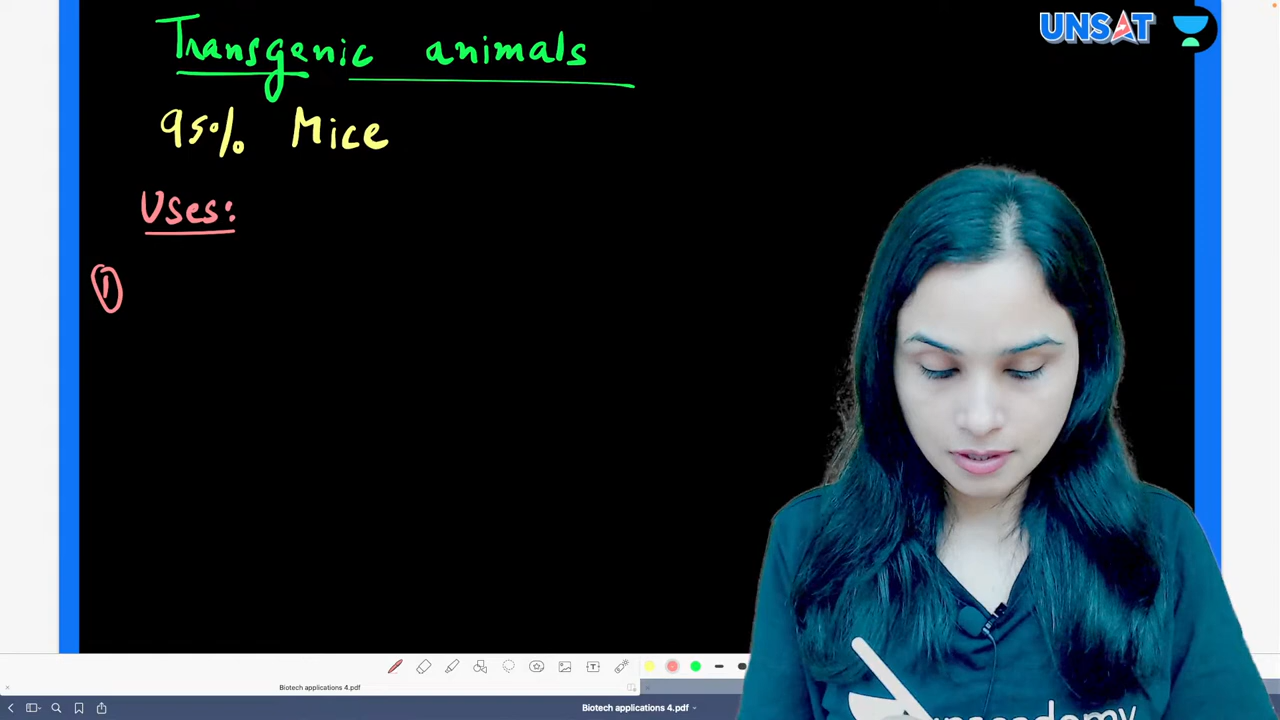 UNSAT
Transgenic animals
95% Mice
Uses:
①
Biotech applications 4.pdf
Biotech applications 4.pdf